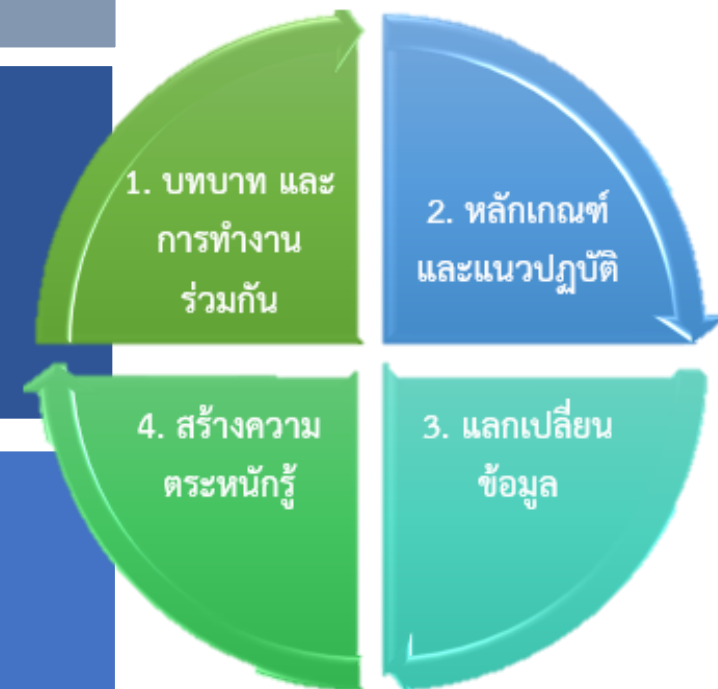 1. บทบาท และ
การทำงาน
ร่วมกัน
2. หลักเกณฑ์
และแนวปฏิบัติ
3. แลกเปลี่ยน
ข้อมูล
4. สร้างความ
ตระหนักรู้